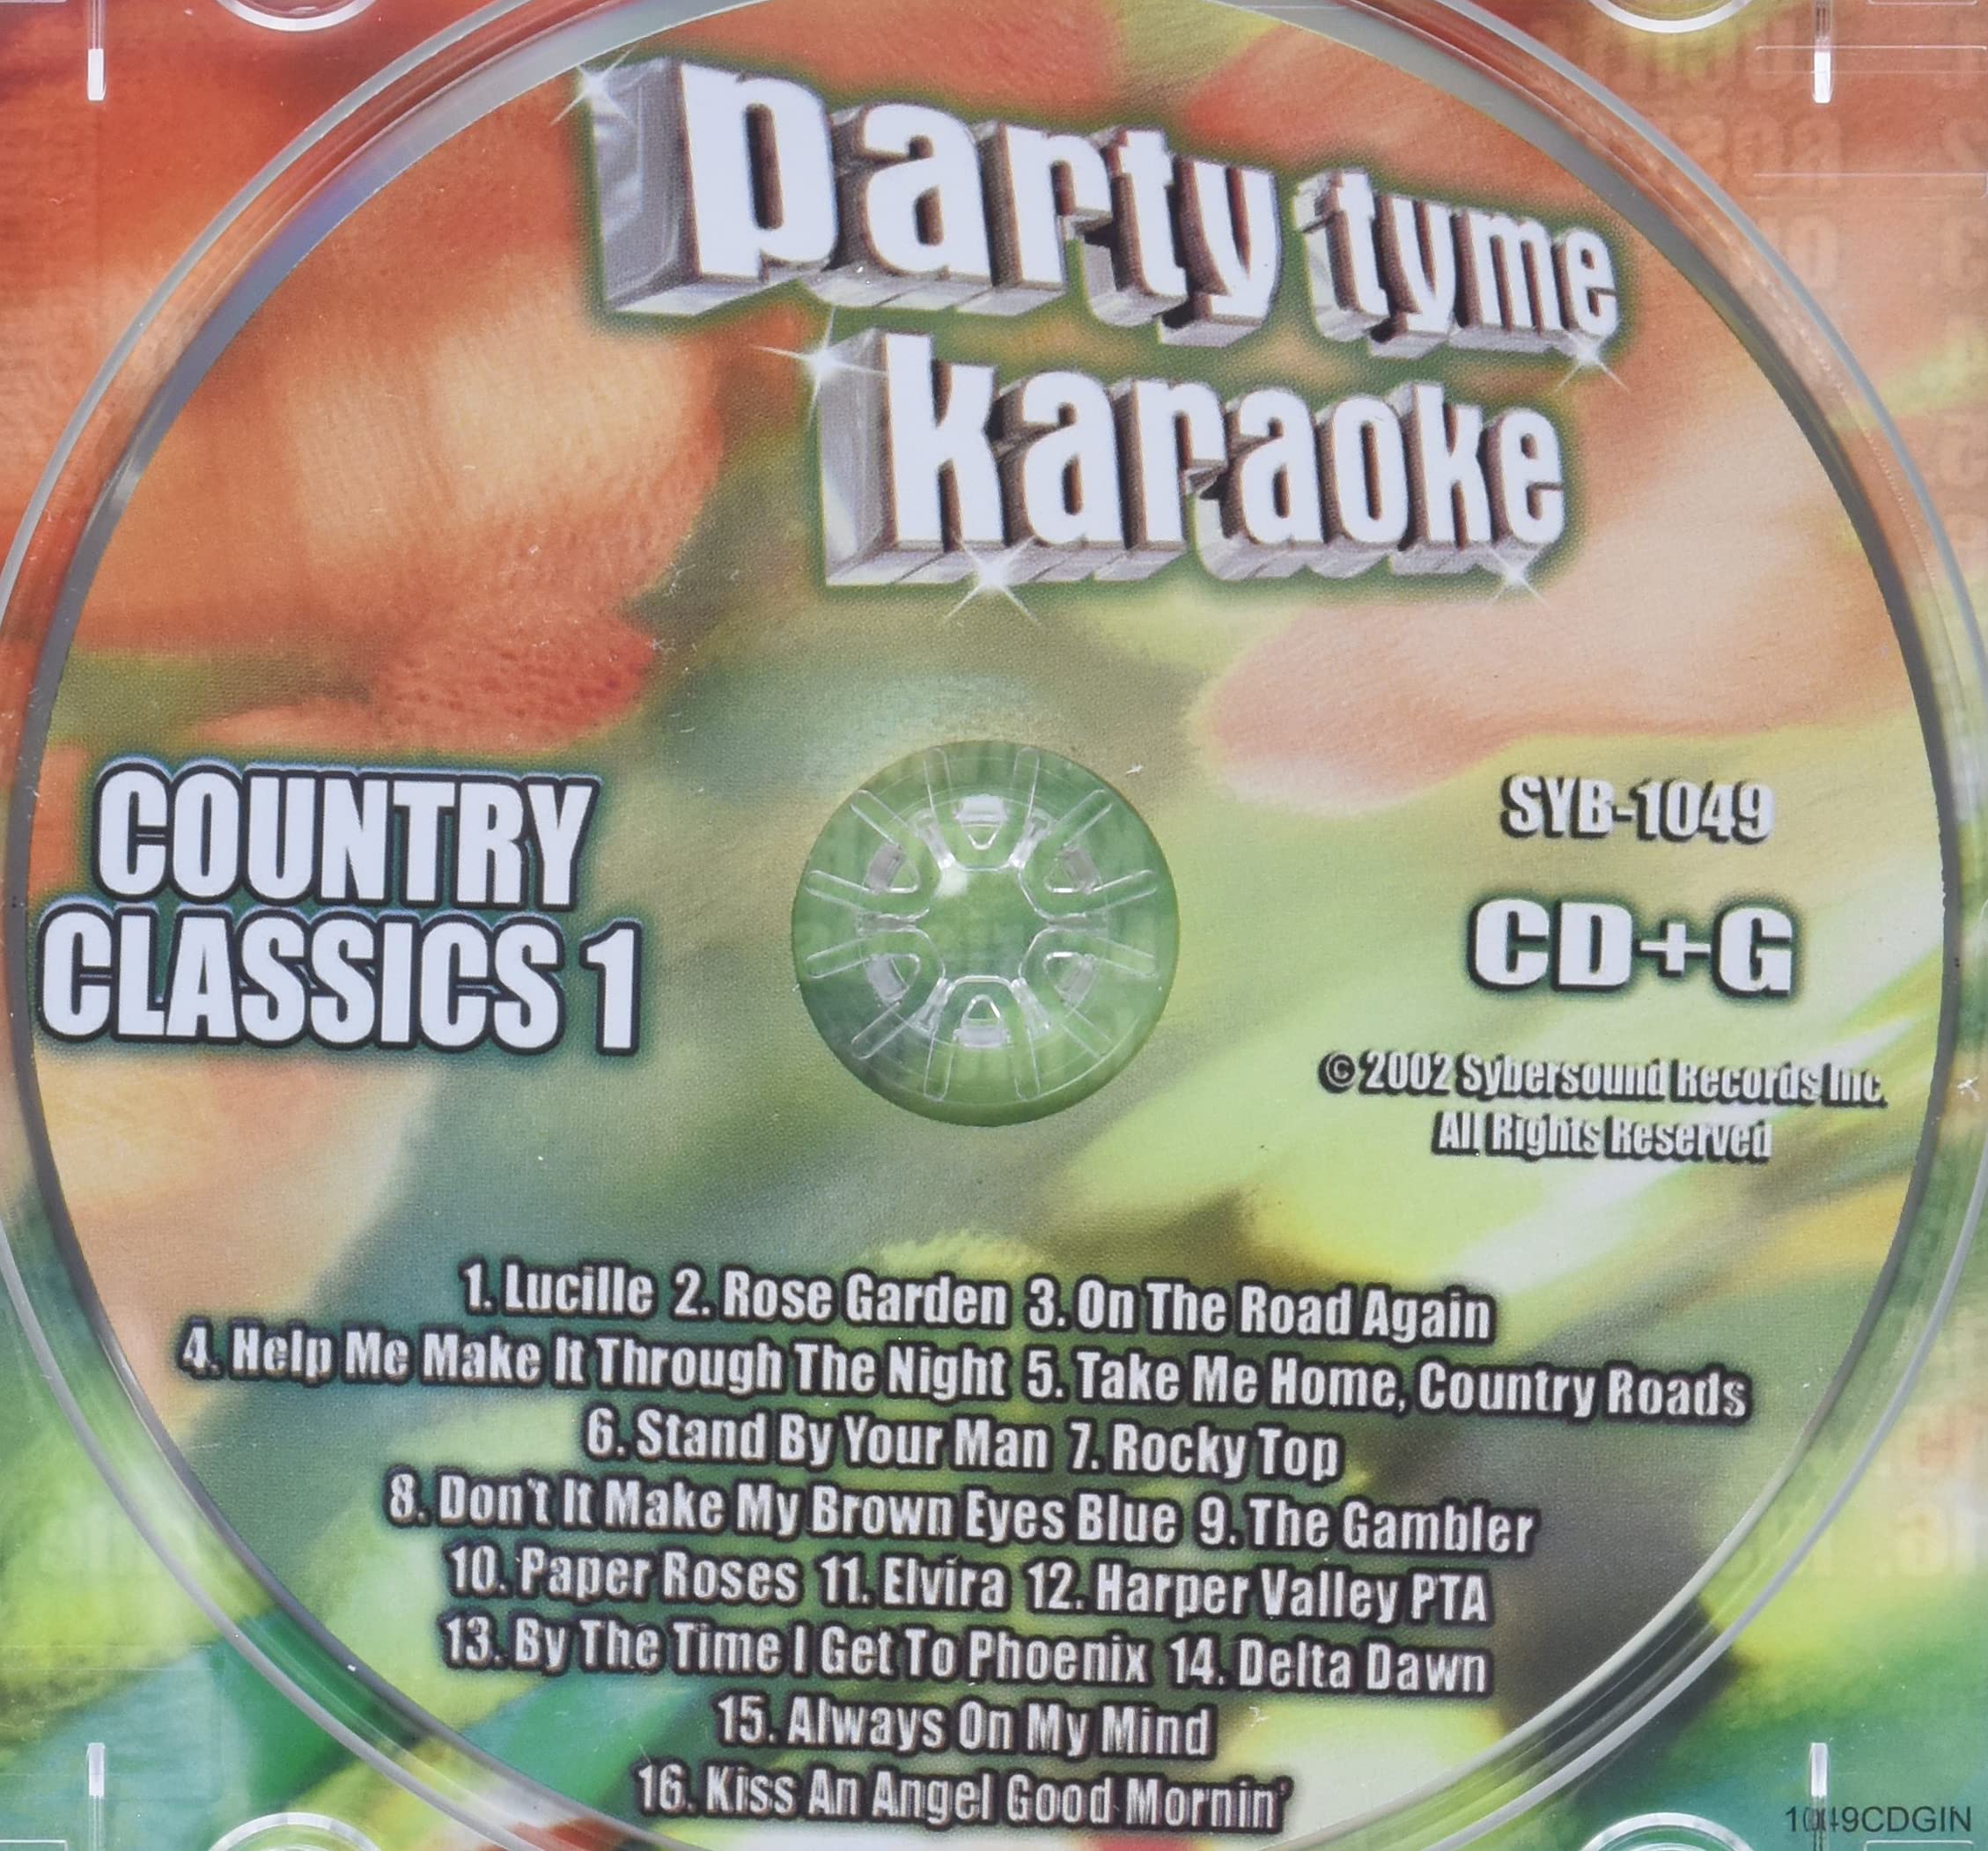 party tyme
karaoke
COUNTRY
CLASSICS 1
SYB-1049
CD+G
© 2002 Sybersound Records Inc.
All Rights Reserved
1. Lucille 2. Rose Garden 3. On The Road Again
4. Help Me Make It Through The Night 5. Take Me Home, Country Roads
6. Stand By Your Man 7. Rocky Top
8. Don't It Make My Brown Eyes Blue 9. The Gambler
10. Paper Roses 11. Elvira 12. Harper Valley PTA
13. By The Time I Get To Phoenix 14. Delta Dawn
15. Always On My Mind
16. Kiss An Angel Good Mornin'
1049CDGIN